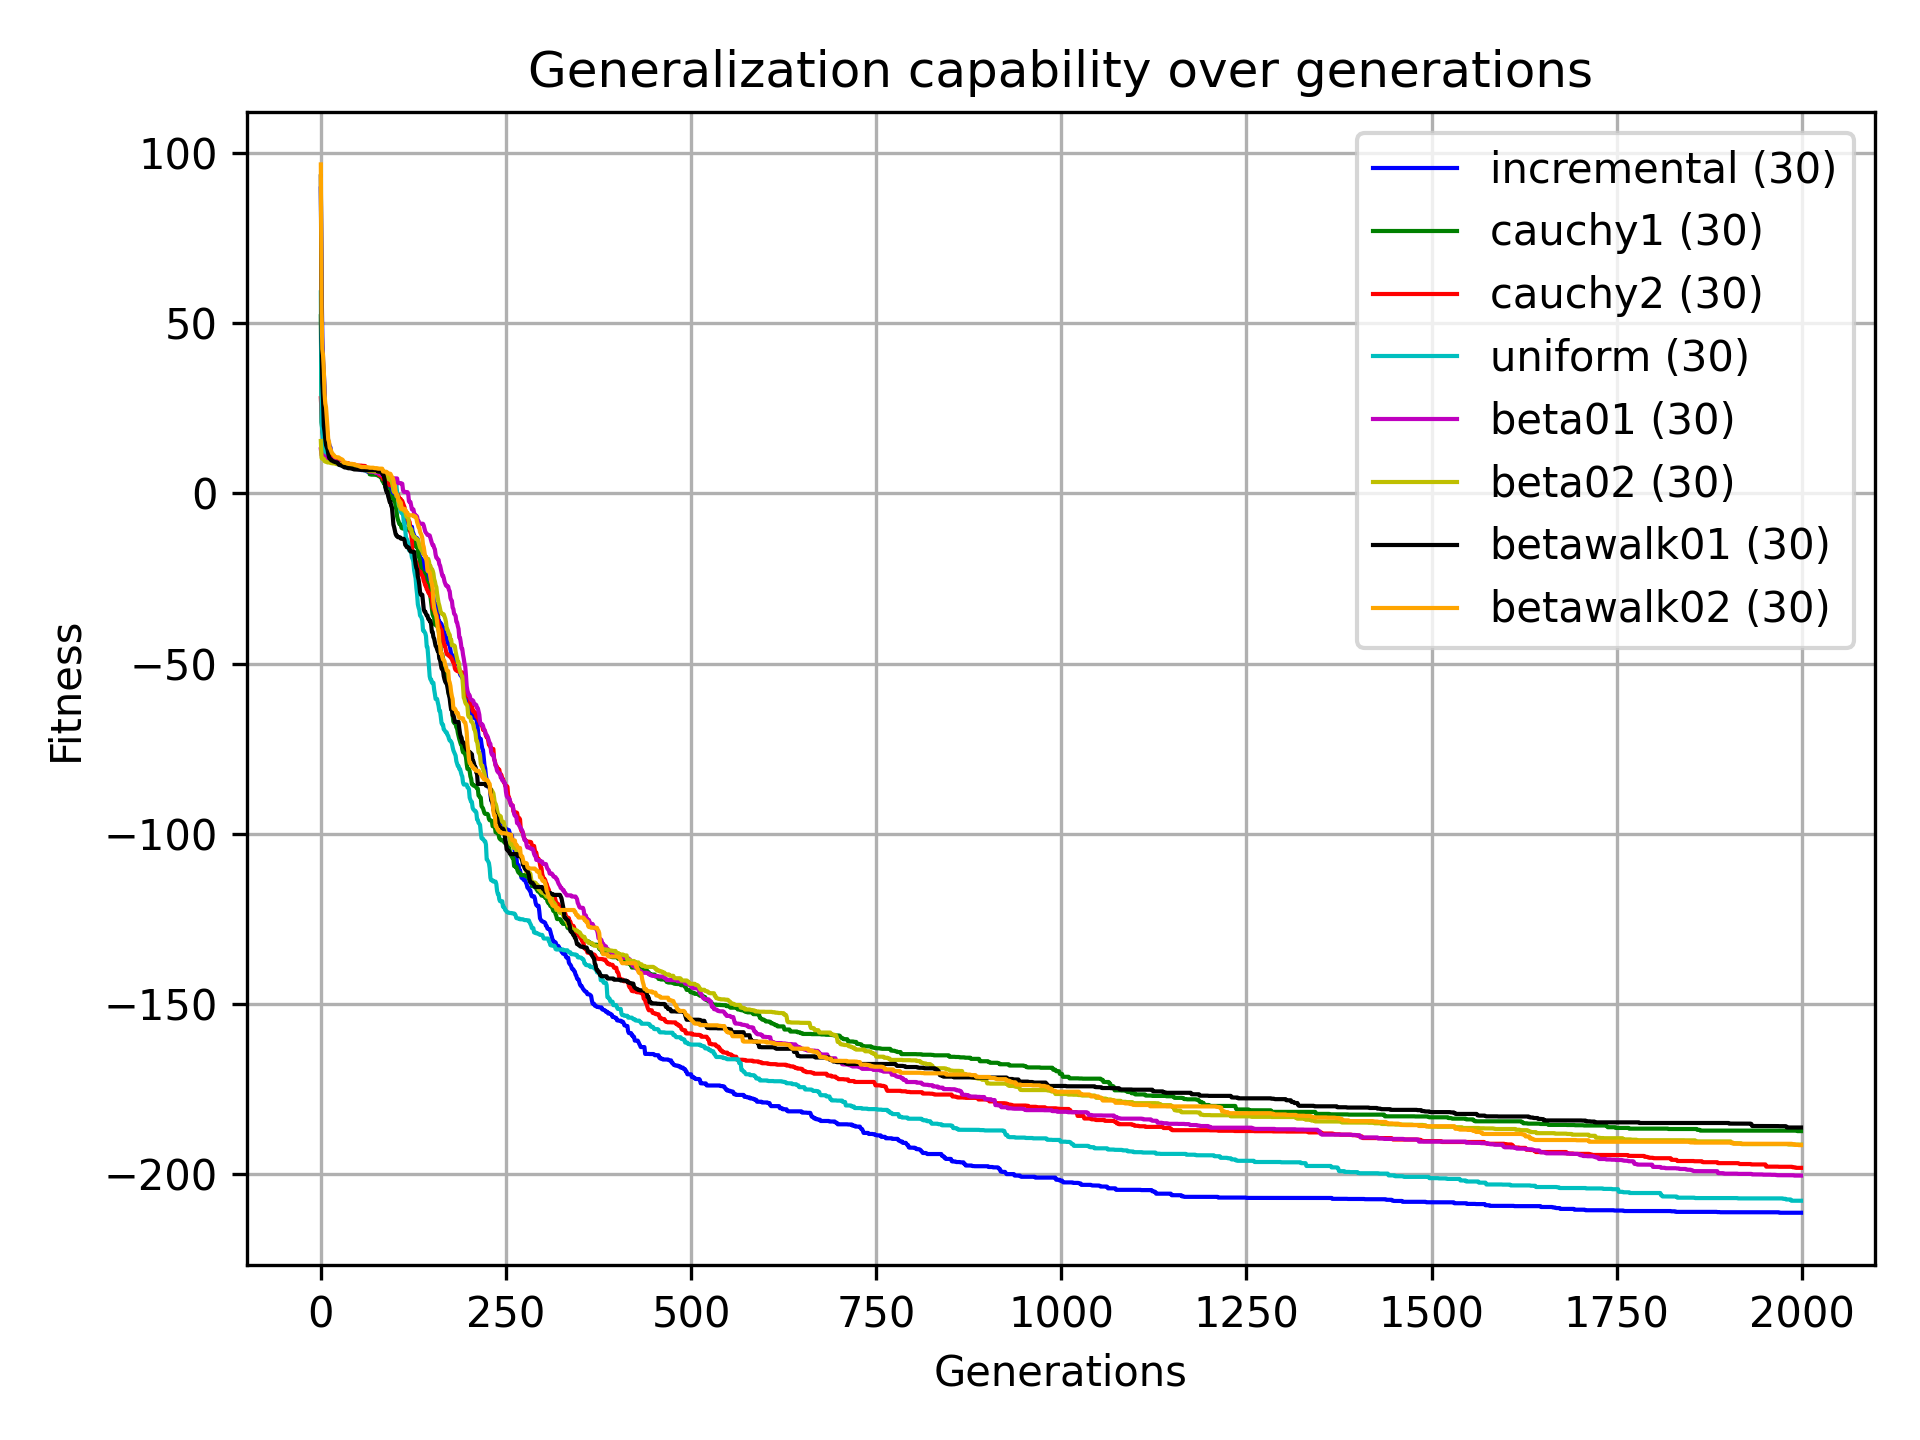 Generalization capability over generations
100
50
0
−50
−100
−150
−200
Fitness
incremental (30)
cauchy1 (30)
cauchy2 (30)
uniform (30)
beta01 (30)
beta02 (30)
betawalk01 (30)
betawalk02 (30)
0 250 500 750 1000 1250 1500 1750 2000
Generations